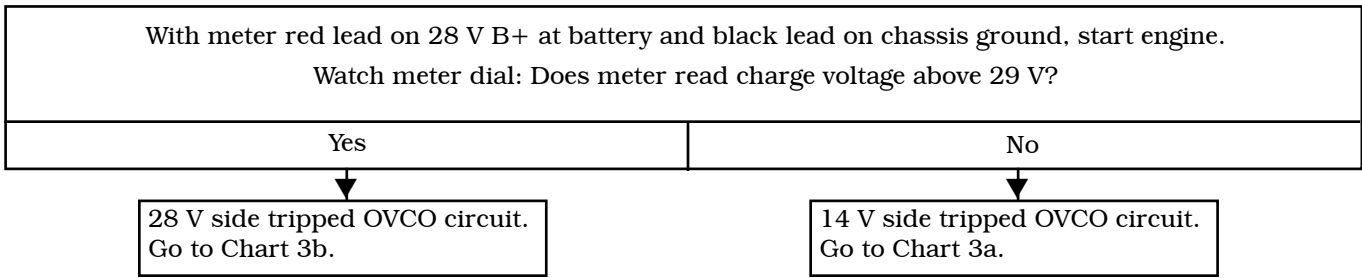 With meter red lead on 28 V B+ at battery and black lead on chassis ground, start engine.
Watch meter dial: Does meter read charge voltage above 29 V?
Yes
No
28 V side tripped OVCO circuit.
Go to Chart 3b.
14 V side tripped OVCO circuit.
Go to Chart 3a.